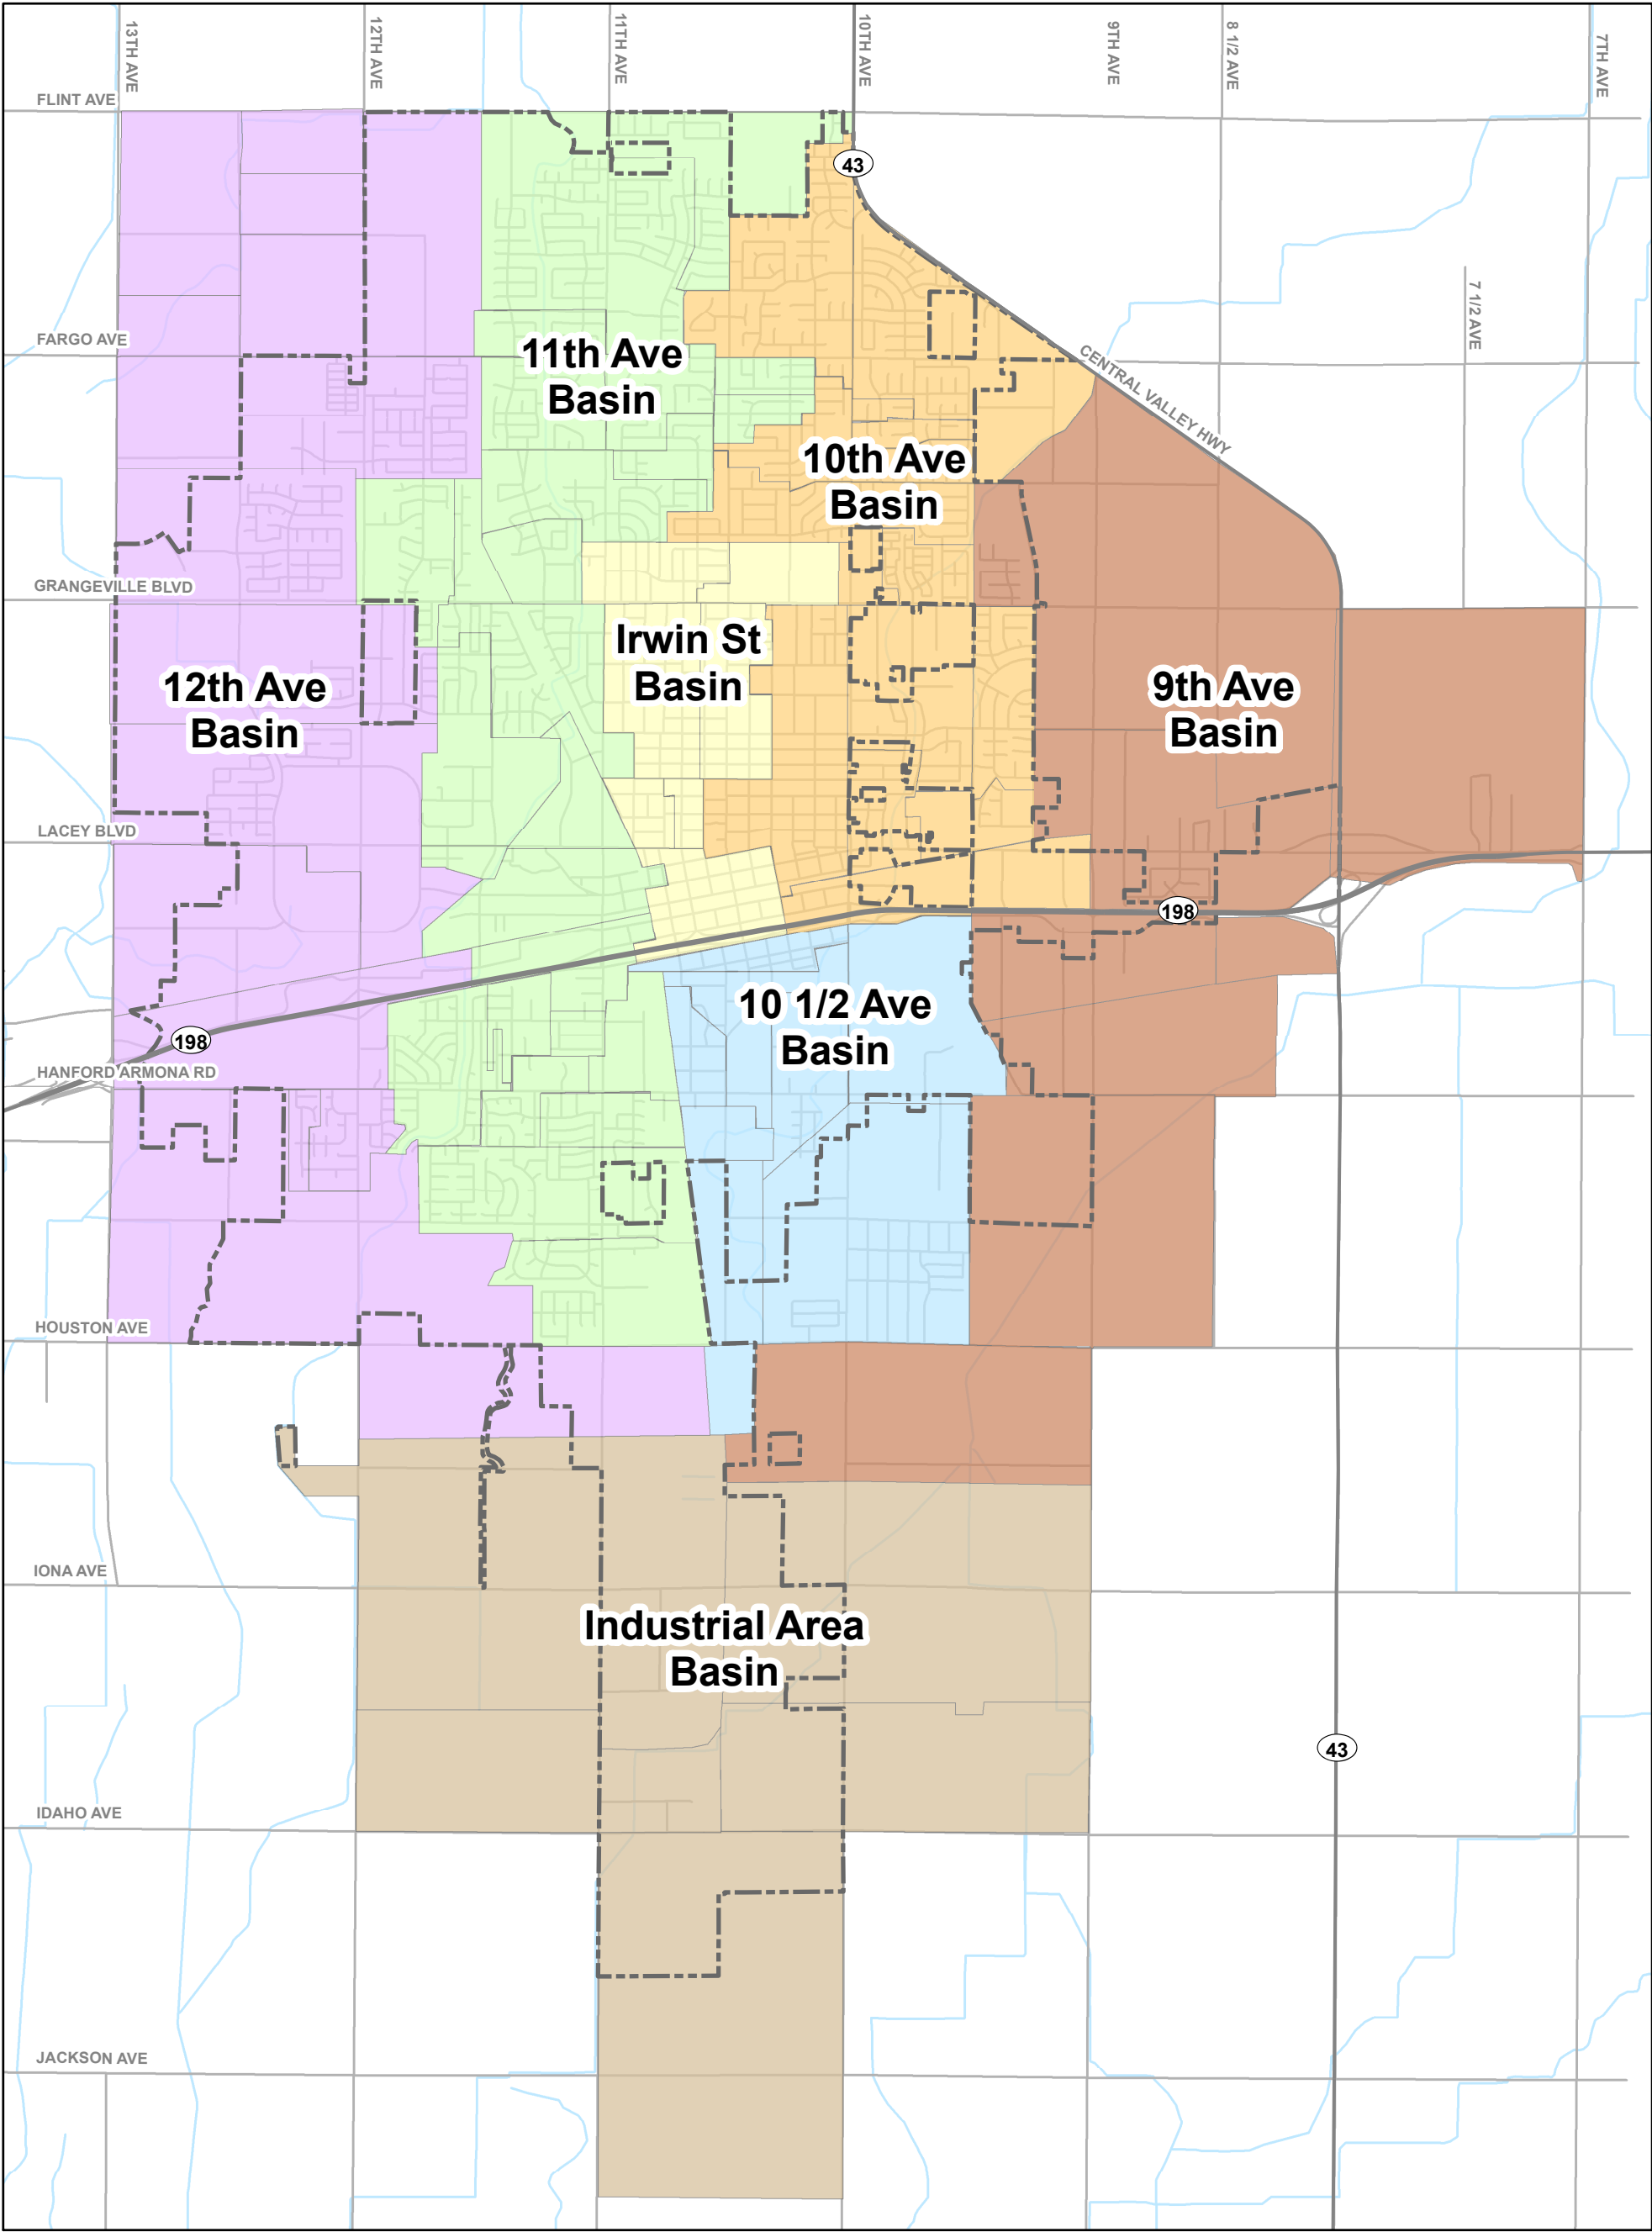 13TH AVE
12TH AVE
11TH AVE
10TH AVE
9TH AVE
8 1/2 AVE
7TH AVE
FLINT AVE
43
7 1/2 AVE
FARGO AVE
11th Ave
Basin
CENTRAL VALLEY HWY
10th Ave
Basin
GRANGEVILLE BLVD
Irwin St
Basin
12th Ave
Basin
9th Ave
Basin
LACEY BLVD
198
10 1/2 Ave
Basin
198
HANFORD ARMONA RD
HOUSTON AVE
IONA AVE
Industrial Area
Basin
43
IDAHO AVE
JACKSON AVE